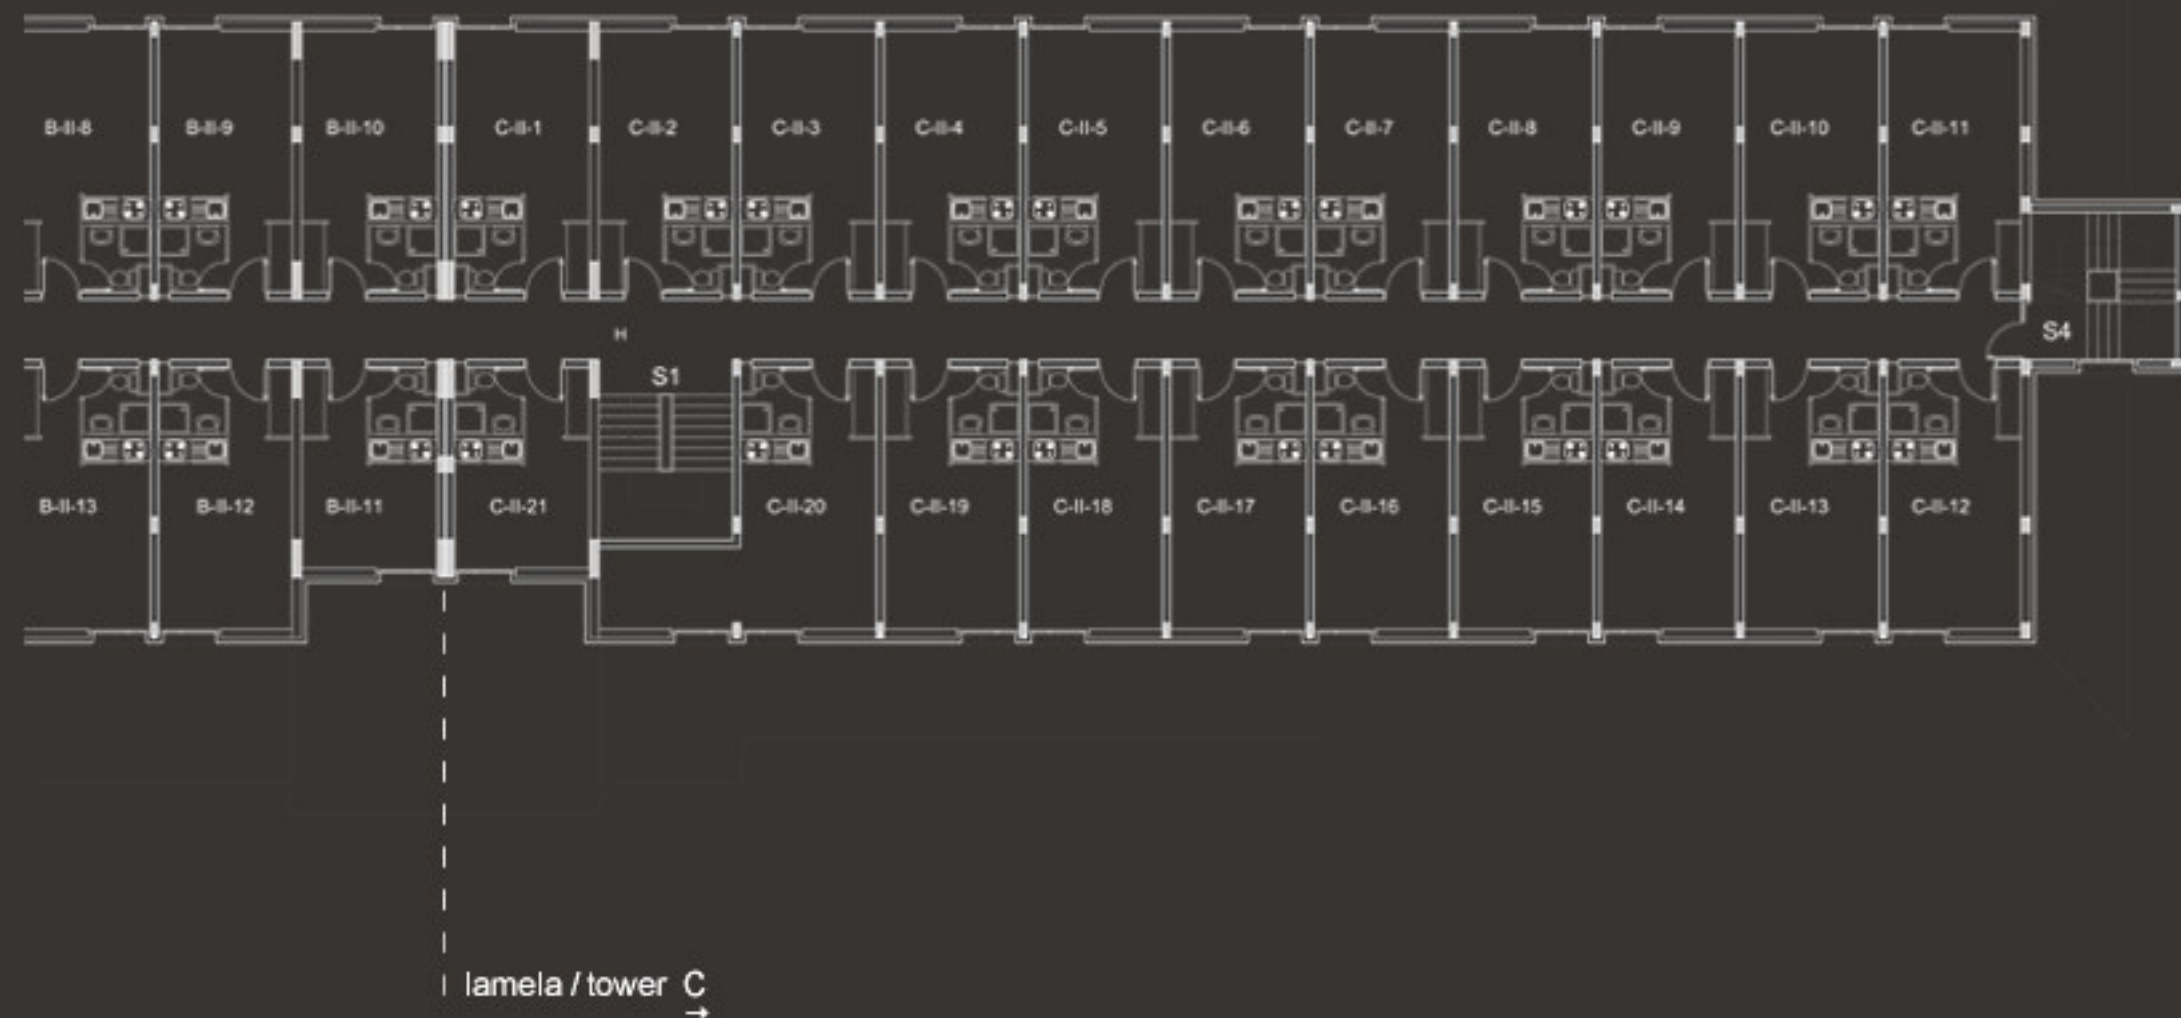 B-II-8 B-II-9 B-II-10 C-II-1 C-II-2 C-II-3 C-II-4 C-II-5 C-II-6 C-II-7 C-II-8 C-II-9 C-II-10 C-II-11
H
S4
S1
B-II-13 B-II-12 B-II-11 C-II-21 C-II-20 C-II-19 C-II-18 C-II-17 C-II-16 C-II-15 C-II-14 C-II-13 C-II-12
lamela / tower C
→